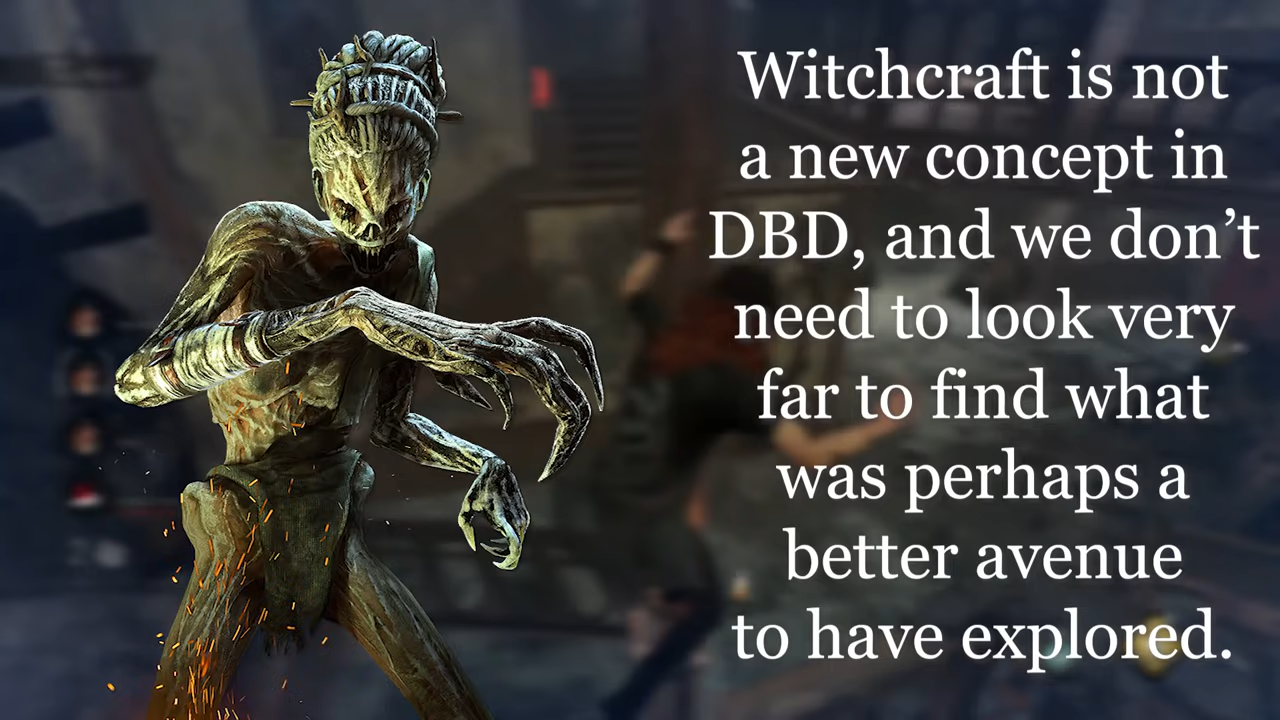 Witchcraft is not
a new concept in
DBD, and we don’t
need to look very
far to find what
was perhaps a
better avenue
to have explored.